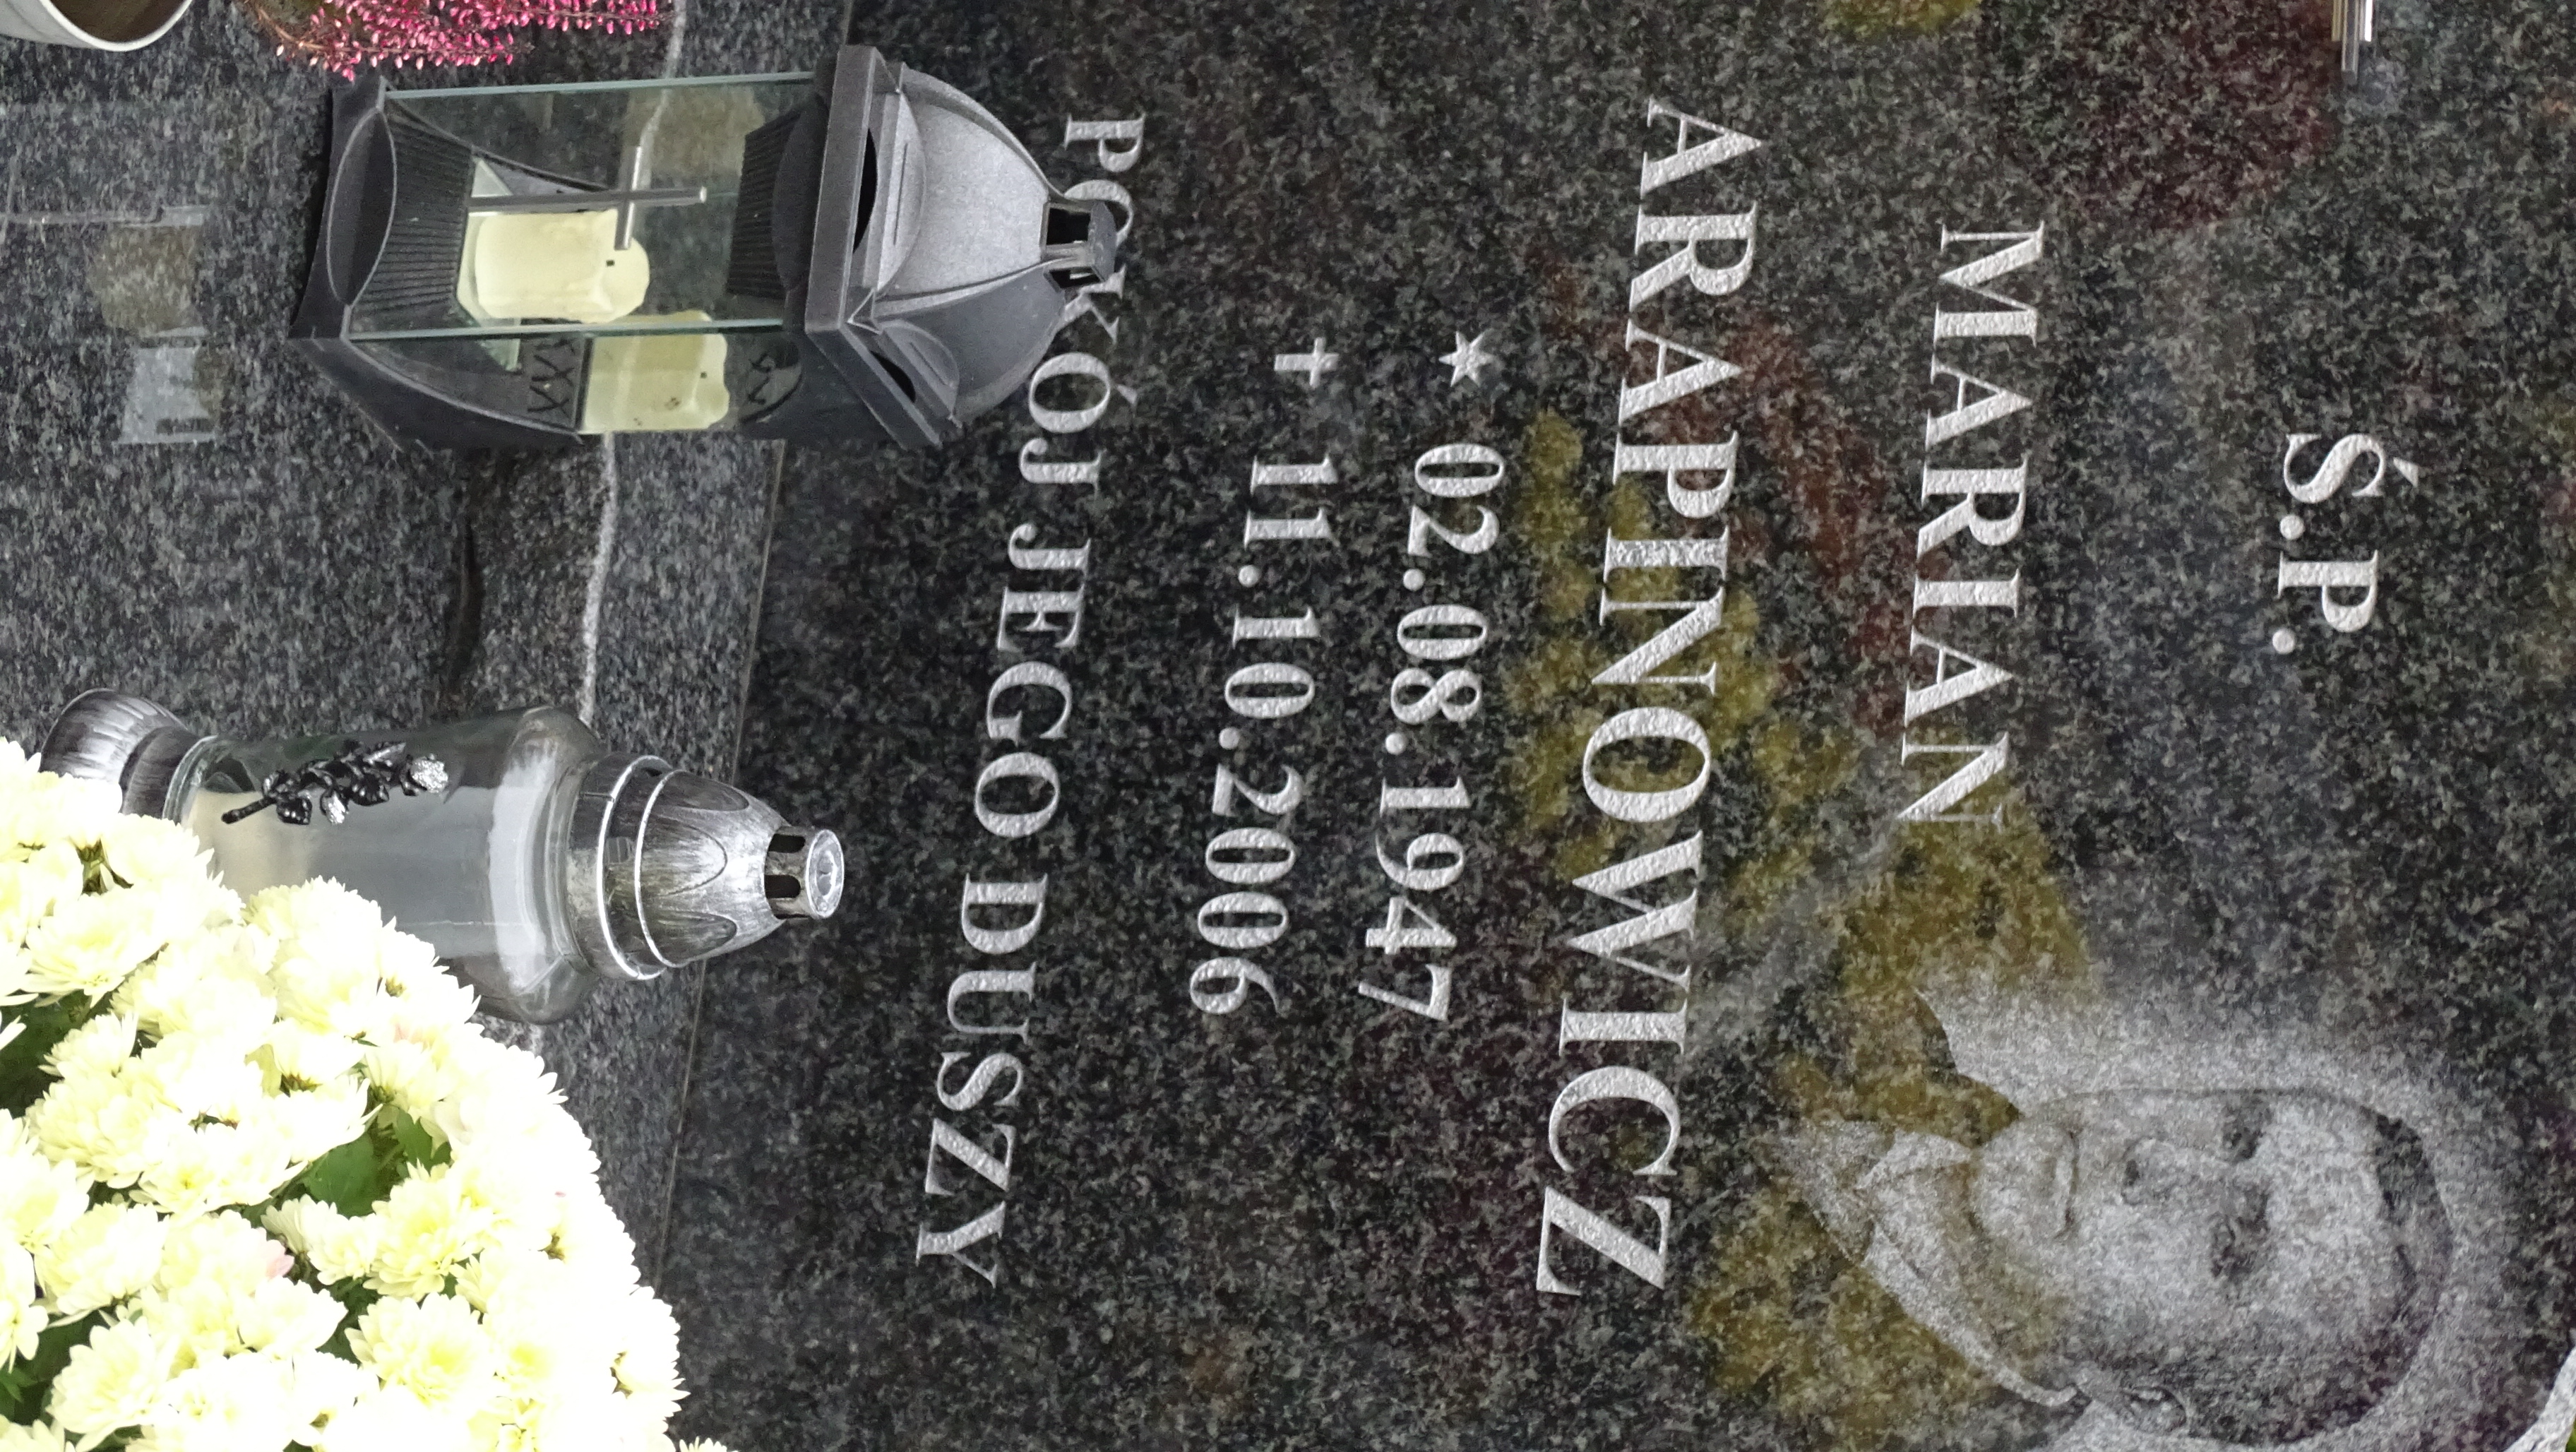 Ś.P.
MARIAN
ARAPINOWICZ
✶ 02.08.1947
✝ 11.10.2006
POKÓJ JEGO DUSZY